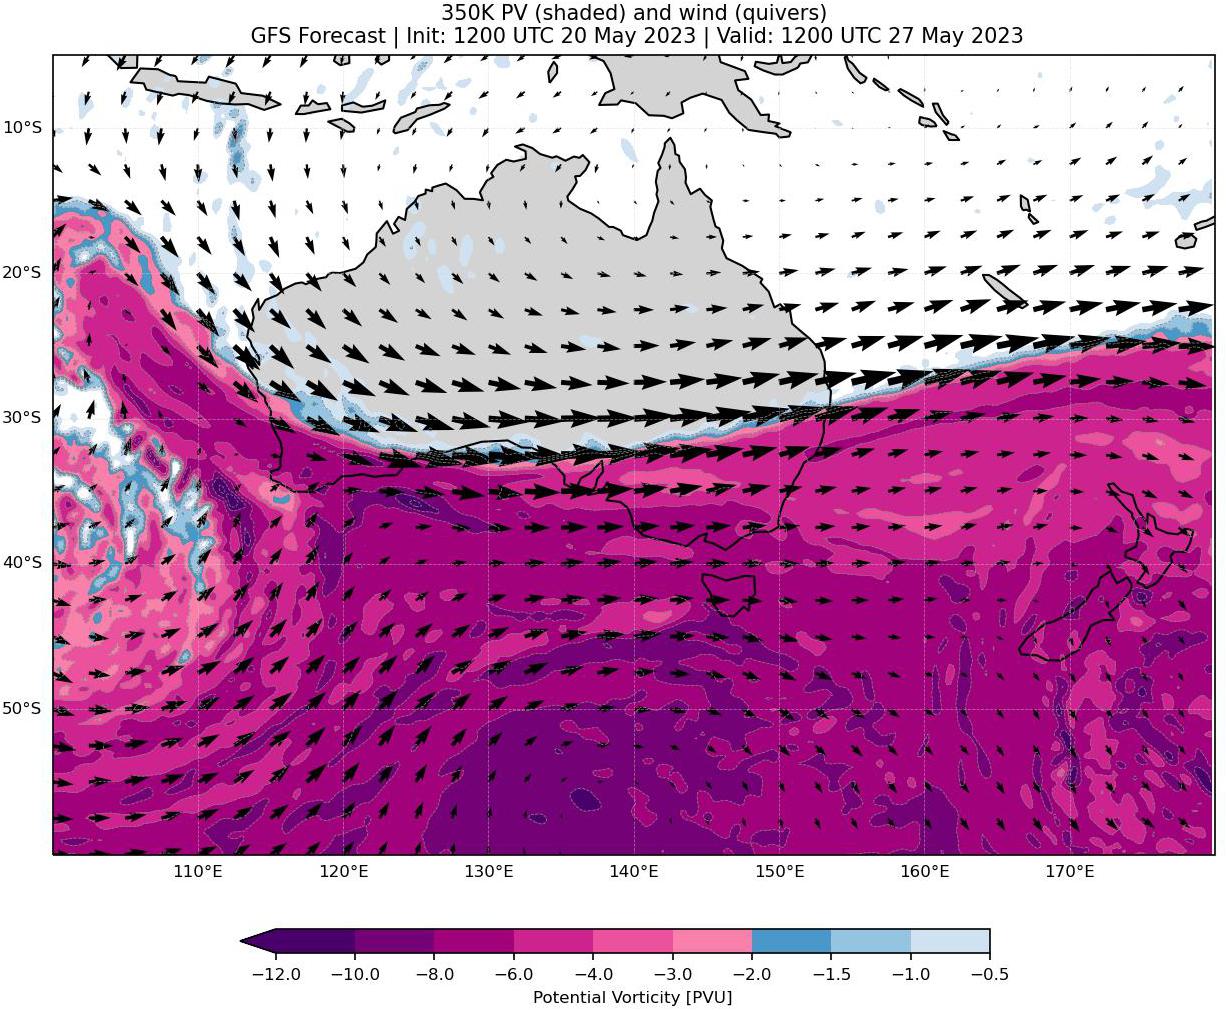 350K PV (shaded) and wind (quivers)
GFS Forecast | Init: 1200 UTC 20 May 2023 | Valid: 1200 UTC 27 May 2023
10°S
20°S
30°S
40°S
50°S
110°E 120°E 130°E 140°E 150°E 160°E 170°E
−12.0 −10.0 −8.0 −6.0 −4.0 −3.0 −2.0 −1.5 −1.0 −0.5
Potential Vorticity [PVU]